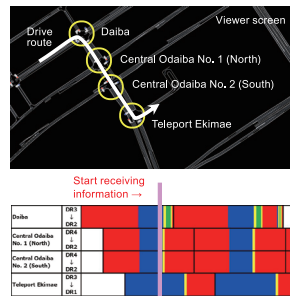 Viewer screen
Drive
route
Daiba
Central Odaiba No. 1 (North)
Central Odaiba No. 2 (South)
Teleport Ekimae
Start receiving
information →
Daiba
DR3
↓
DR2
Central Odaiba
No. 1 (North)
DR4
↓
DR2
Central Odaiba
No. 2 (South)
DR4
↓
DR2
Teleport Ekimae
DR3
↓
DR1